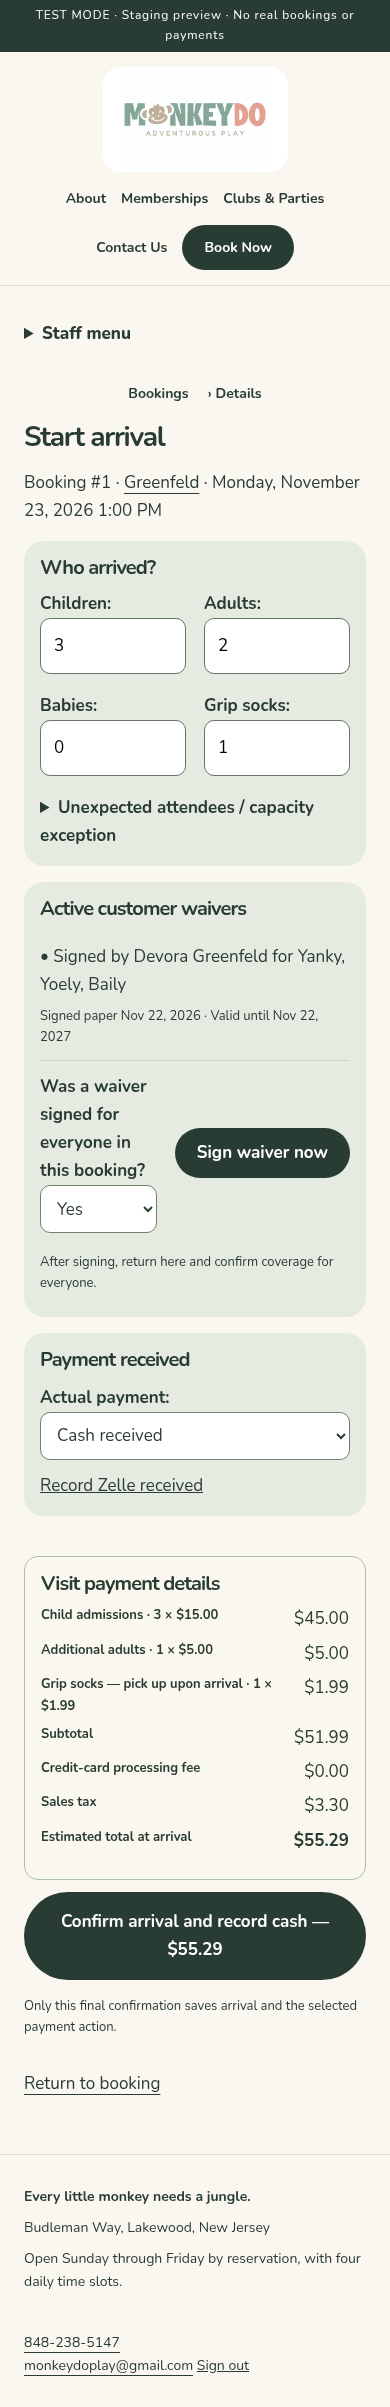 TEST MODE · Staging preview · No real bookings or
payments
MONKEYDO
ADVENTUROUS PLAY
About Memberships Clubs & Parties
Contact Us Book Now
▶ Staff menu
Bookings › Details
Start arrival
Booking #1 · Greenfeld · Monday, November
23, 2026 1:00 PM
Who arrived?
Children: Adults:
3 2
Babies: Grip socks:
0 1
▶ Unexpected attendees / capacity
exception
Active customer waivers
• Signed by Devora Greenfeld for Yanky,
Yoely, Baily
Signed paper Nov 22, 2026 · Valid until Nov 22,
2027
Was a waiver
signed for
everyone in
this booking?
Sign waiver now
Yes
After signing, return here and confirm coverage for
everyone.
Payment received
Actual payment:
Cash received
Record Zelle received
Visit payment details
Child admissions · 3 × $15.00 $45.00
Additional adults · 1 × $5.00 $5.00
Grip socks — pick up upon arrival · 1 × $1.99
$1.99
Subtotal $51.99
Credit-card processing fee $0.00
Sales tax $3.30
Estimated total at arrival $55.29
Confirm arrival and record cash —
$55.29
Only this final confirmation saves arrival and the selected
payment action.
Return to booking
Every little monkey needs a jungle.
Budleman Way, Lakewood, New Jersey
Open Sunday through Friday by reservation, with four
daily time slots.
848-238-5147
monkeydoplay@gmail.com Sign out